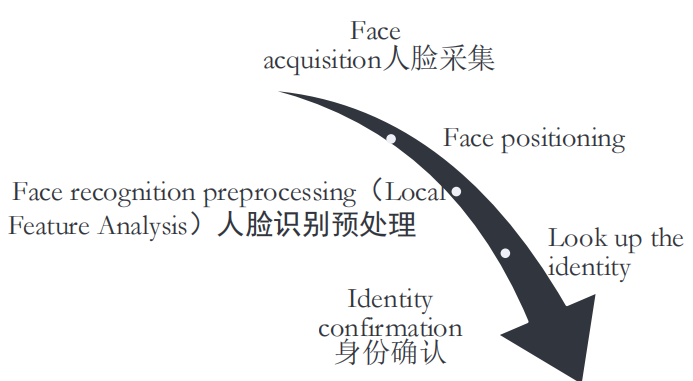 Face
acquisition人脸采集
Face positioning
Face recognition preprocessing（Local
Feature Analysis）人脸识别预处理
Look up the
identity
Identity
confirmation
身份确认